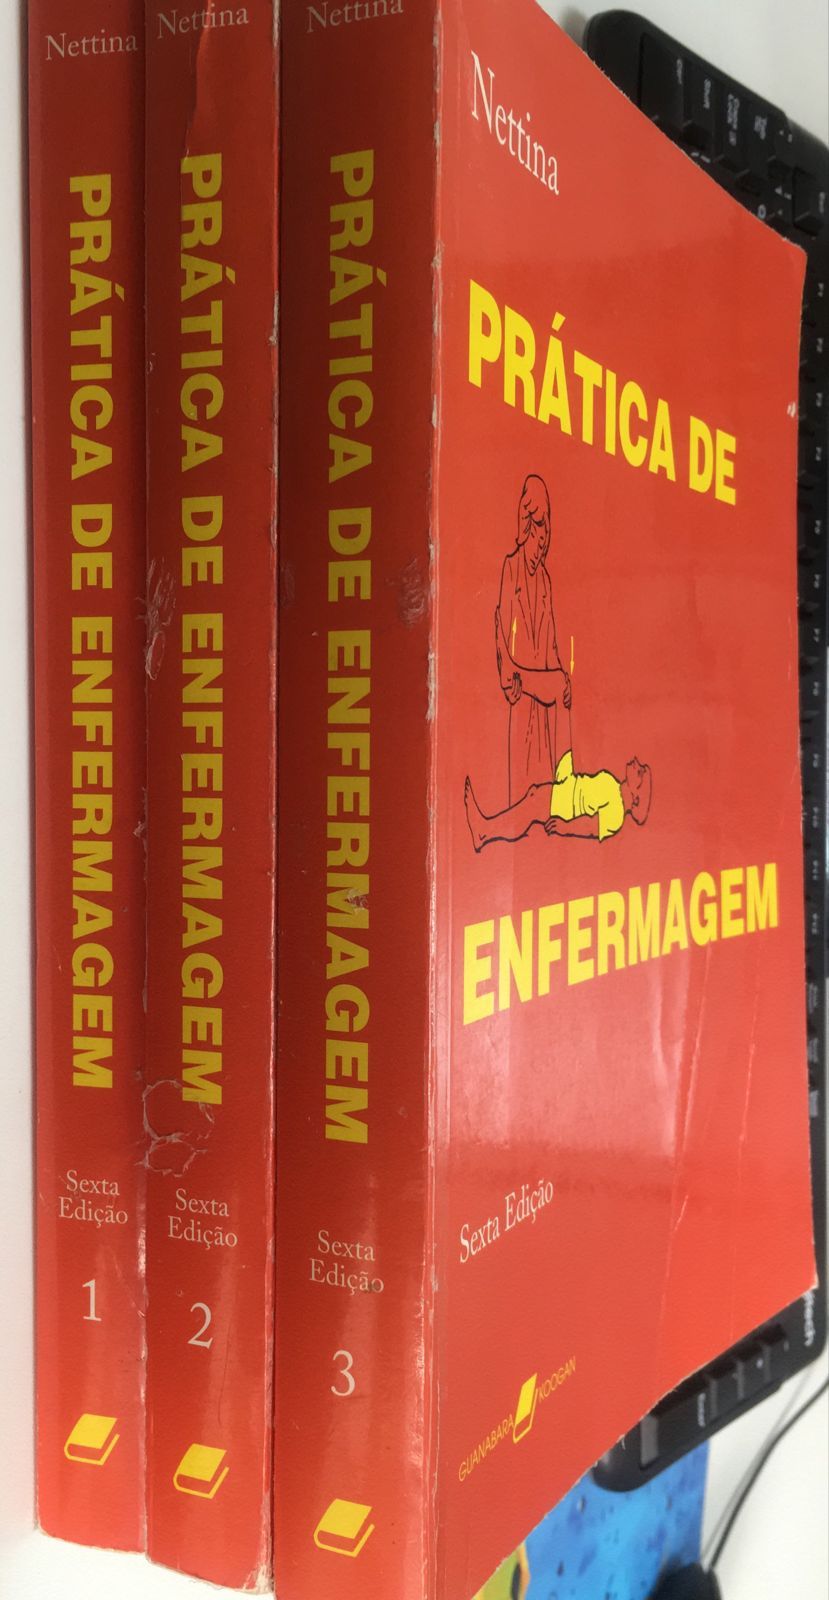 Nettina
PRÁTICA DE ENFERMAGEM
Sexta
Edição
1
Nettina
PRÁTICA DE ENFERMAGEM
Sexta
Edição
2
Nettina
PRÁTICA DE ENFERMAGEM
Sexta
Edição
3
Nettina
PRÁTICA DE
ENFERMAGEM
Sexta Edição
GUANABARA KOOGAN